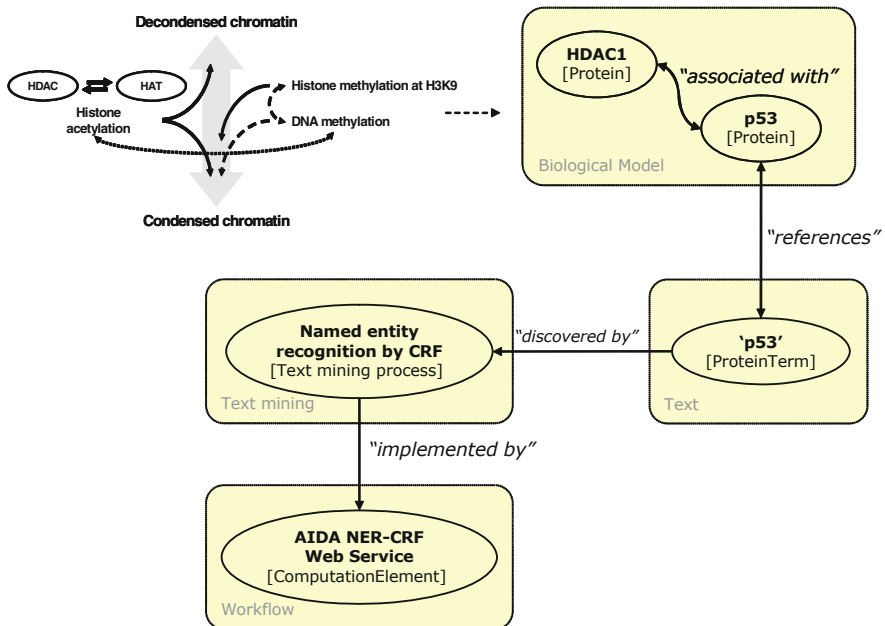 Decondensed chromatin
HDAC
HAT
Histone
acetylation
Histone methylation at H3K9
DNA methylation
Condensed chromatin
HDAC1
[Protein]
“associated with”
p53
[Protein]
Biological Model
“references”
Named entity
recognition by CRF
[Text mining process]
Text mining
“discovered by”
‘p53’
[ProteinTerm]
Text
“implemented by”
AIDA NER-CRF
Web Service
[ComputationElement]
Workflow